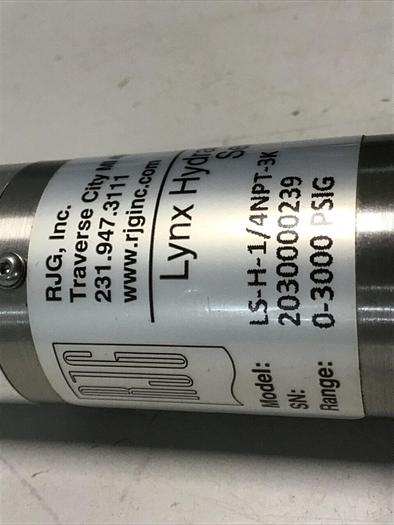 RJG
RJG, Inc.
Traverse City
231.947.3111
www.rjginc.com
Lynx
Model: LS-H-1/4NPT-3K
SN: 2030000239
Range: 0-3000 PSIG